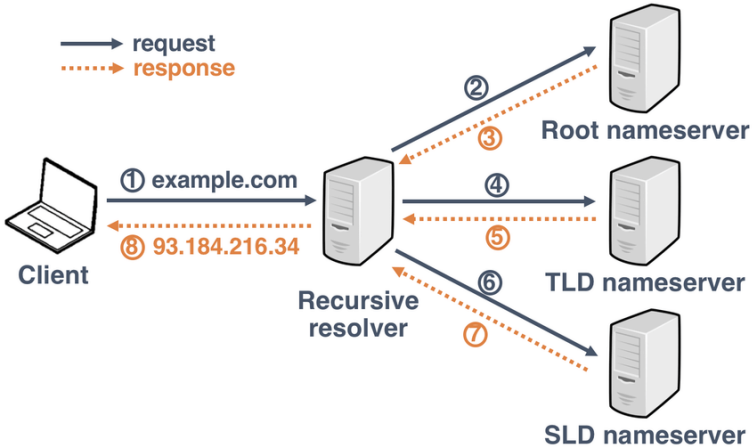 request
response
② 
③
Root nameserver
① example.com
④
⑧ 93.184.216.34
⑤
Client
TLD nameserver
Recursive
resolver
⑥
⑦
SLD nameserver